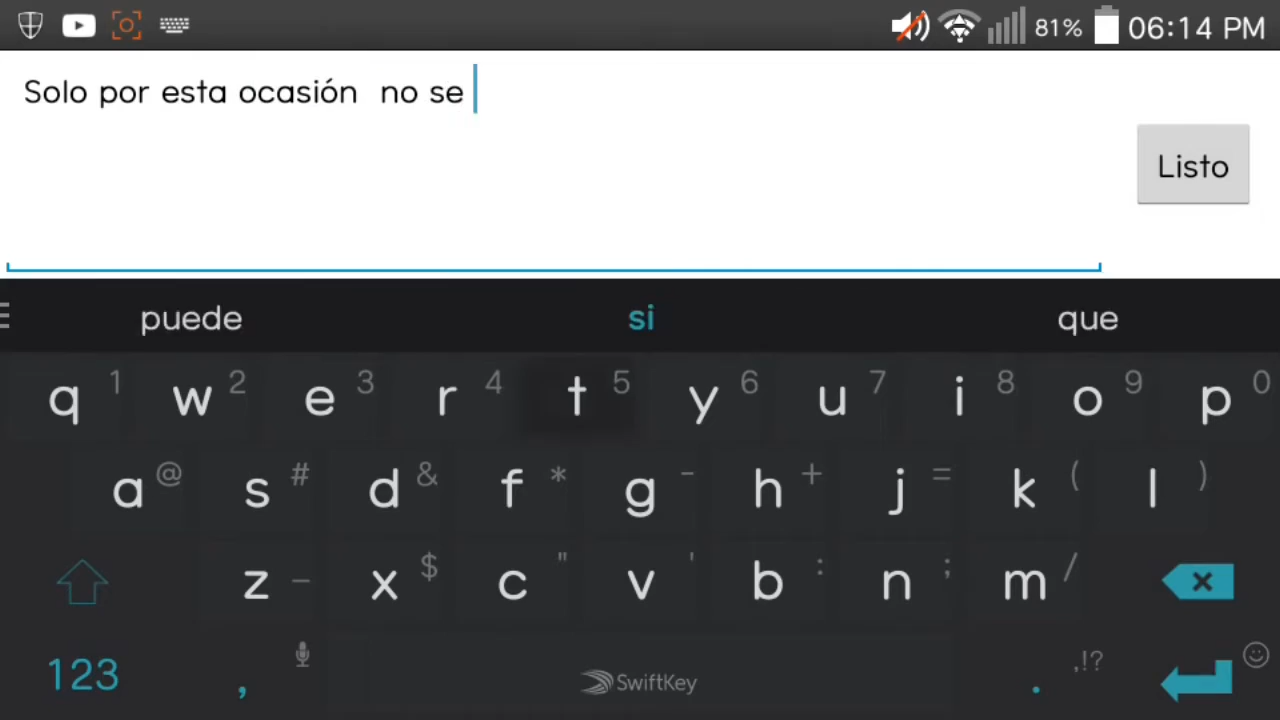 81% 06:14 PM
Solo por esta ocasión  no se
Listo
puede si que
q 1 w 2 e 3 r 4 t 5 y 6 u 7 i 8 o 9 p 0
a @ s # d & f * g - h + j = k ( l )
z _ x $ c " v ' b : n ; m /
123 , SwiftKey . ,!?